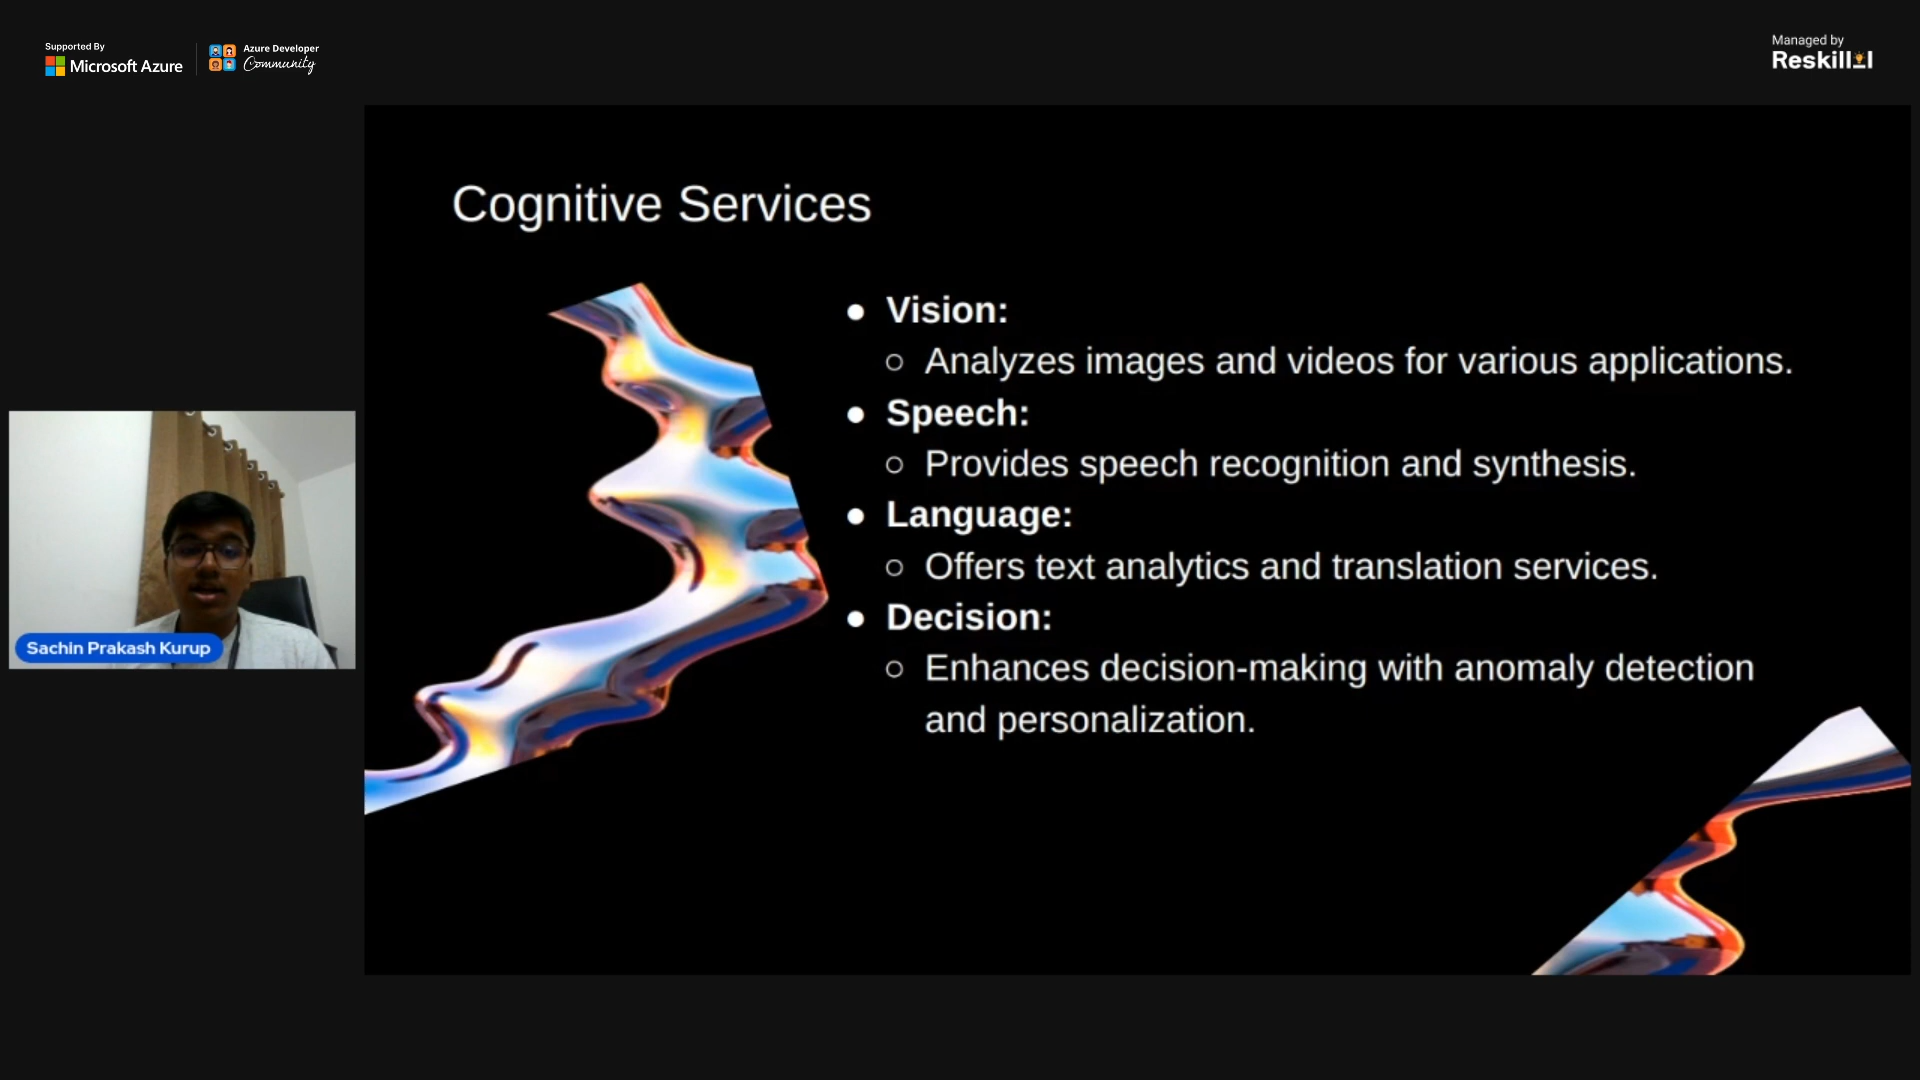 Supported By
Microsoft Azure
Azure Developer
Community
Managed by
Reskilll
Cognitive Services
● Vision:
○ Analyzes images and videos for various applications.
● Speech:
○ Provides speech recognition and synthesis.
● Language:
○ Offers text analytics and translation services.
● Decision:
○ Enhances decision-making with anomaly detection
and personalization.
Sachin Prakash Kurup